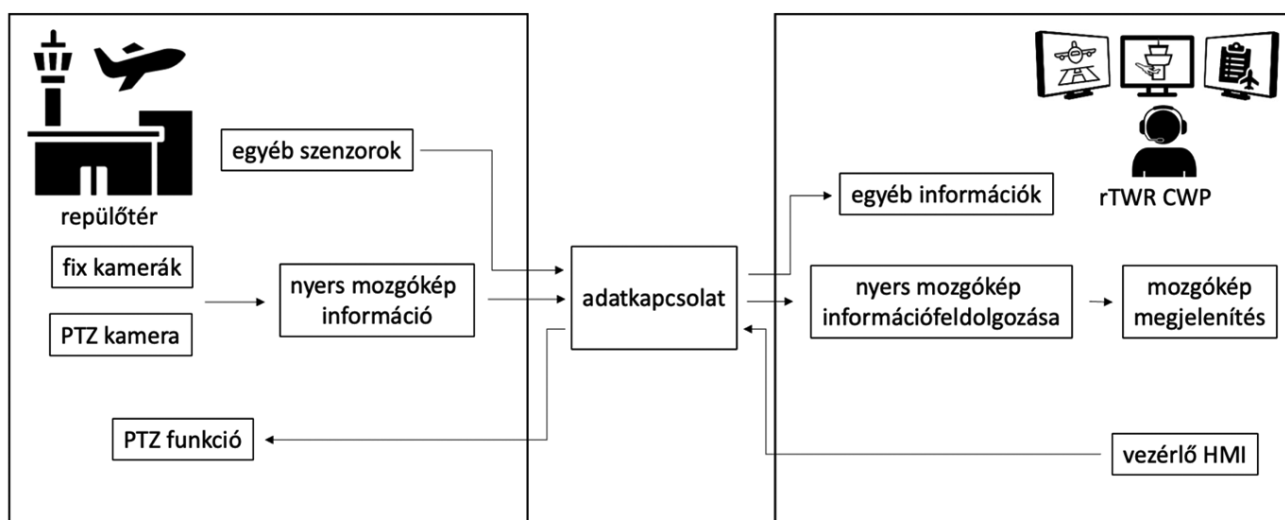 repülőtér
egyéb szenzorok
fix kamerák
PTZ kamera
nyers mozgókép
információ
PTZ funkció
adatkapcsolat
rTWR CWP
egyéb információk
nyers mozgókép
információfeldolgozása
mozgókép
megjelenítés
vezérlő HMI